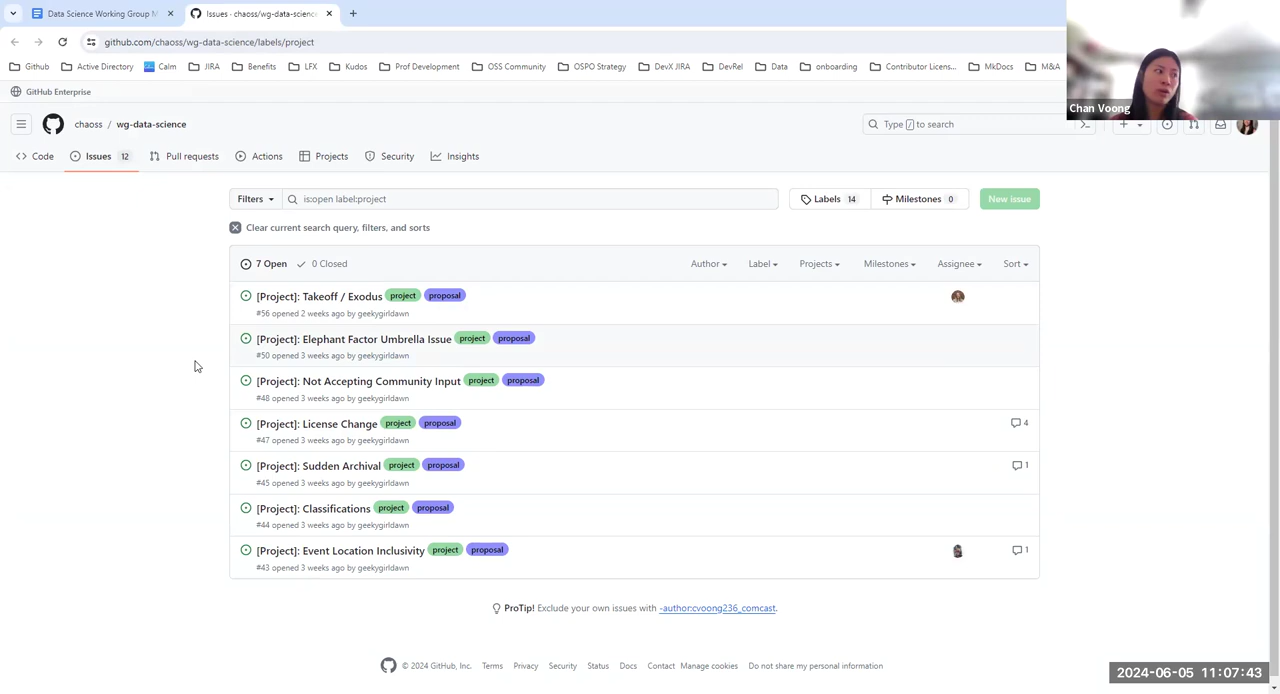 Data Science Working Group M
Issues · chaoss/wg-data-science
github.com/chaoss/wg-data-science/labels/project
Github Active Directory Calm JIRA Benefits LFX Kudos Prof Development OSS Community OSPO Strategy DevX JIRA DevRel Data onboarding Contributor Licens... MkDocs M&A
GitHub Enterprise
Chan Voong
chaoss / wg-data-science
Type / to search
Code Issues 12 Pull requests Actions Projects Security Insights
Filters is:open label:project Labels 14 Milestones 0 New issue
Clear current search query, filters, and sorts
7 Open 0 Closed Author Label Projects Milestones Assignee Sort
[Project]: Takeoff / Exodus project proposal
#56 opened 2 weeks ago by geekygirldawn
[Project]: Elephant Factor Umbrella Issue project proposal
#50 opened 3 weeks ago by geekygirldawn
[Project]: Not Accepting Community Input project proposal
#48 opened 3 weeks ago by geekygirldawn
[Project]: License Change project proposal 4
#47 opened 3 weeks ago by geekygirldawn
[Project]: Sudden Archival project proposal 1
#45 opened 3 weeks ago by geekygirldawn
[Project]: Classifications project proposal
#44 opened 3 weeks ago by geekygirldawn
[Project]: Event Location Inclusivity project proposal 1
#43 opened 3 weeks ago by geekygirldawn
ProTip! Exclude your own issues with -author:cvoong236_comcast.
© 2024 GitHub, Inc. Terms Privacy Security Status Docs Contact Manage cookies Do not share my personal information
2024-06-05 11:07:43